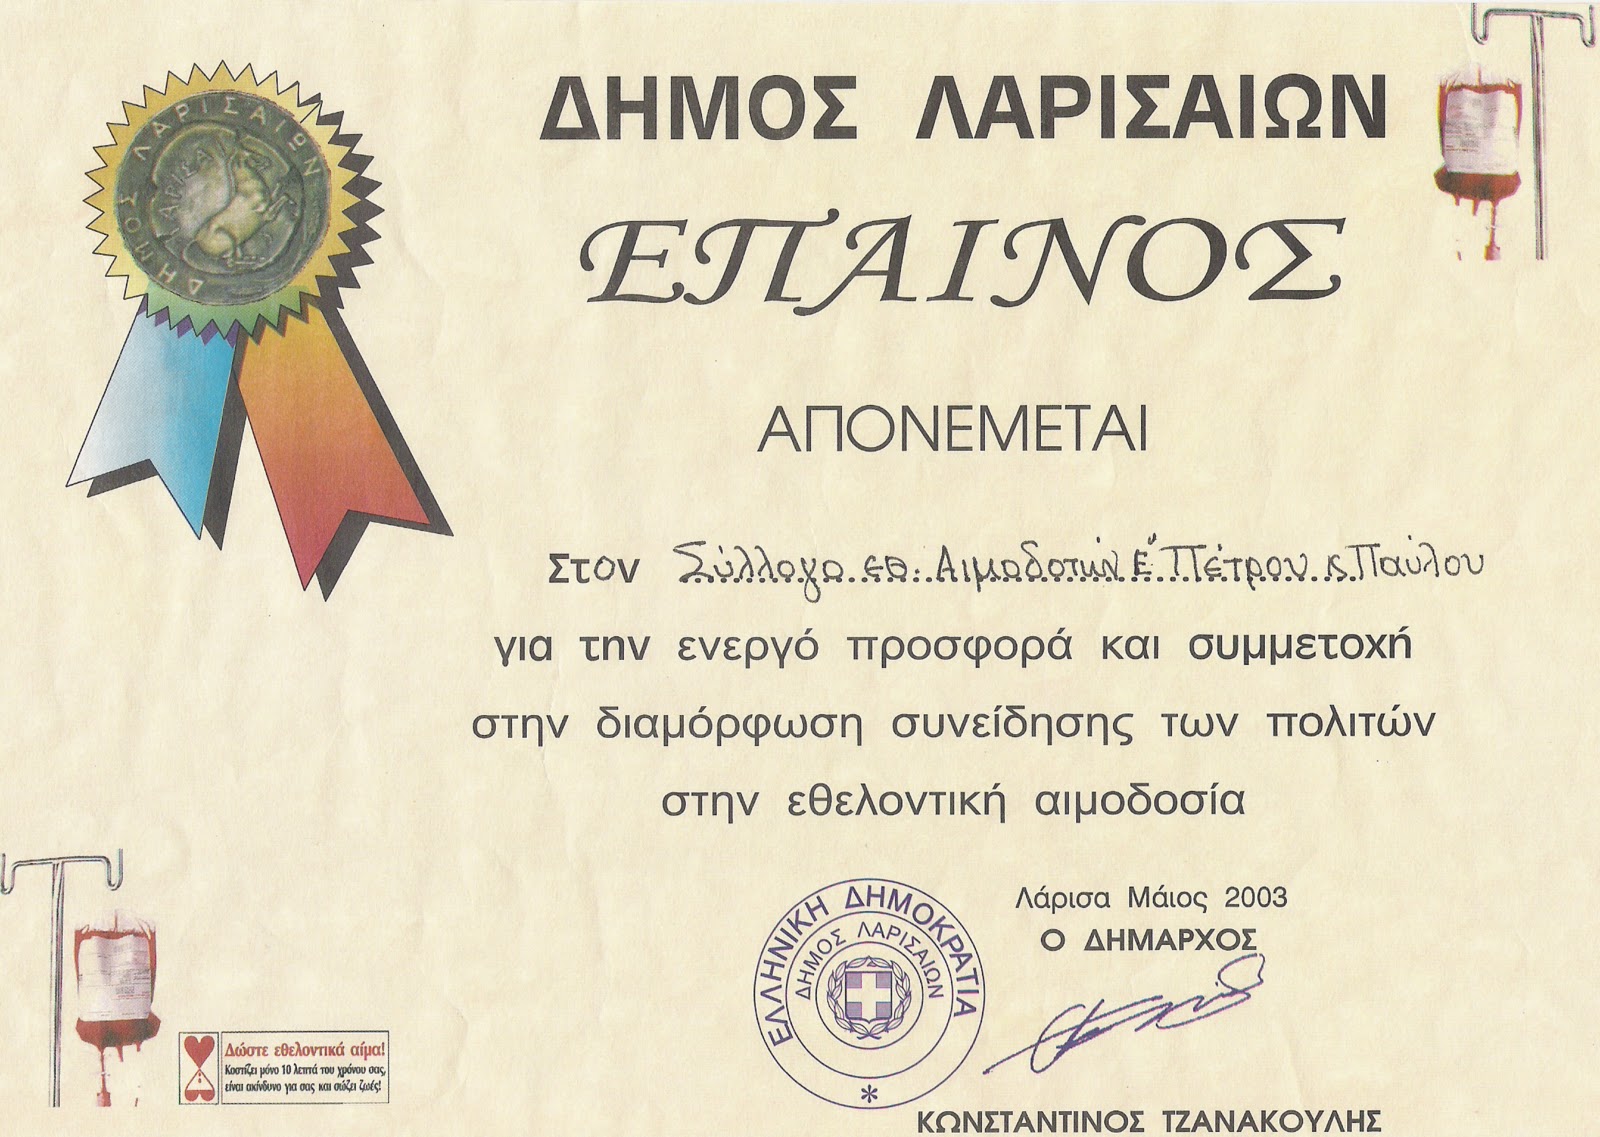 ΔΗΜΟΣ ΛΑΡΙΣΑΙΩΝ
ΔΗΜΟΣ ΛΑΡΙΣΑΙΩΝ
ΛΑΡΙΣΑ
ΕΠΑΙΝΟΣ
ΑΠΟΝΕΜΕΤΑΙ
Στον Σύλλογο εθ. Αιμοδοτών Πέτρου κ Παύλου
για την ενεργό προσφορά και συμμετοχή
στην διαμόρφωση συνείδησης των πολιτών
στην εθελοντική αιμοδοσία
Λάρισα Μάιος 2003
Ο ΔΗΜΑΡΧΟΣ
ΕΛΛΗΝΙΚΗ ΔΗΜΟΚΡΑΤΙΑ
ΔΗΜΟΣ ΛΑΡΙΣΑΙΩΝ
ΚΩΝΣΤΑΝΤΙΝΟΣ ΤΖΑΝΑΚΟΥΛΗΣ
Δώστε εθελοντικά αίμα!
Κοστίζει μόνο 10 λεπτά του χρόνου σας,
είναι ακίνδυνο για σας και σώζει ζωές!